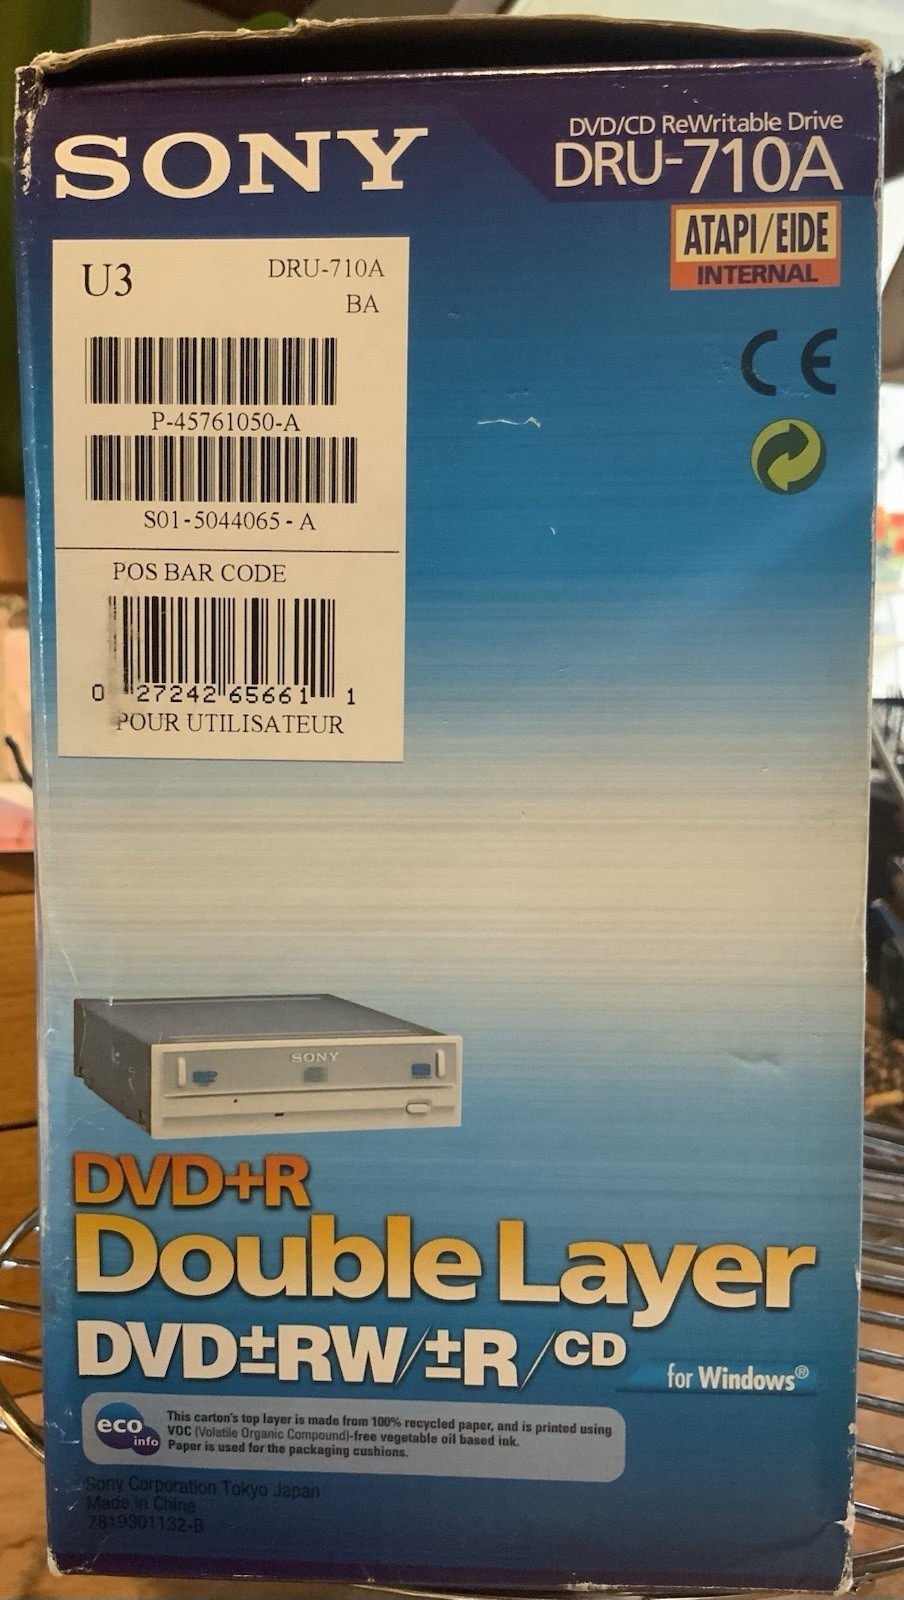 SONY
DVD/CD ReWritable Drive
DRU-710A
ATAPI/EIDE
INTERNAL
CE
U3
DRU-710A
BA
P-45761050-A
S01-5044065-A
POS BAR CODE
0 27242 65661 1
POUR UTILISATEUR
SONY
DVD+R
Double Layer
DVD±RW/±R/CD
for Windows®
eco info
This carton's top layer is made from 100% recycled paper, and is printed using
VOC (Volatile Organic Compound)-free vegetable oil based ink.
Paper is used for the packaging cushions.
Sony Corporation Tokyo Japan
Made in China
7819301132-B